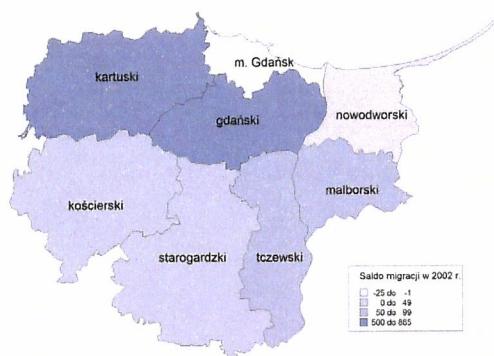 m. Gdańsk
kartuski
gdański
nowodworski
kościerski
malborski
starogardzki
tczewski
Saldo migracji w 2002 r.
-25 do -1
0 do 49
50 do 99
500 do 865